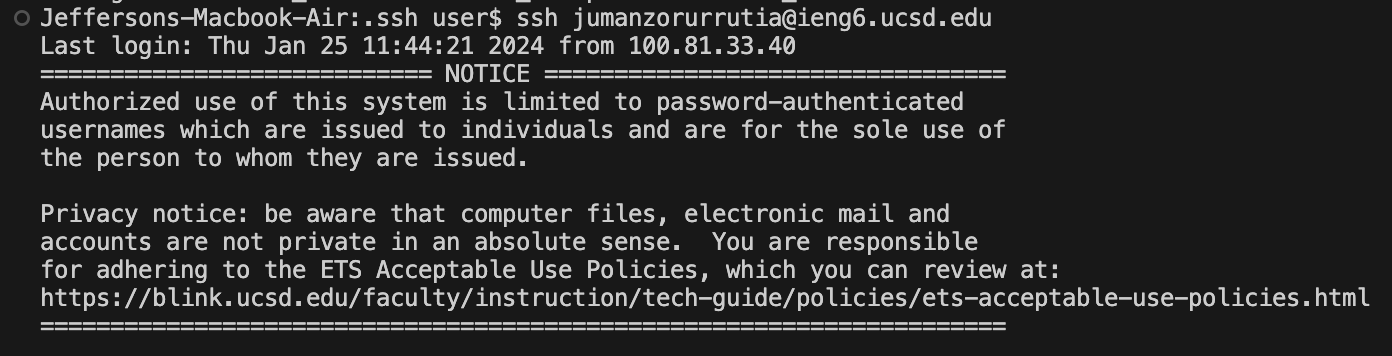 Jeffersons-Macbook-Air:.ssh user$ ssh jumanzorurrutia@ieng6.ucsd.edu
Last login: Thu Jan 25 11:44:21 2024 from 100.81.33.40
============================ NOTICE =================================
Authorized use of this system is limited to password-authenticated
usernames which are issued to individuals and are for the sole use of
the person to whom they are issued.

Privacy notice: be aware that computer files, electronic mail and
accounts are not private in an absolute sense.  You are responsible
for adhering to the ETS Acceptable Use Policies, which you can review at:
https://blink.ucsd.edu/faculty/instruction/tech-guide/policies/ets-acceptable-use-policies.html
=====================================================================